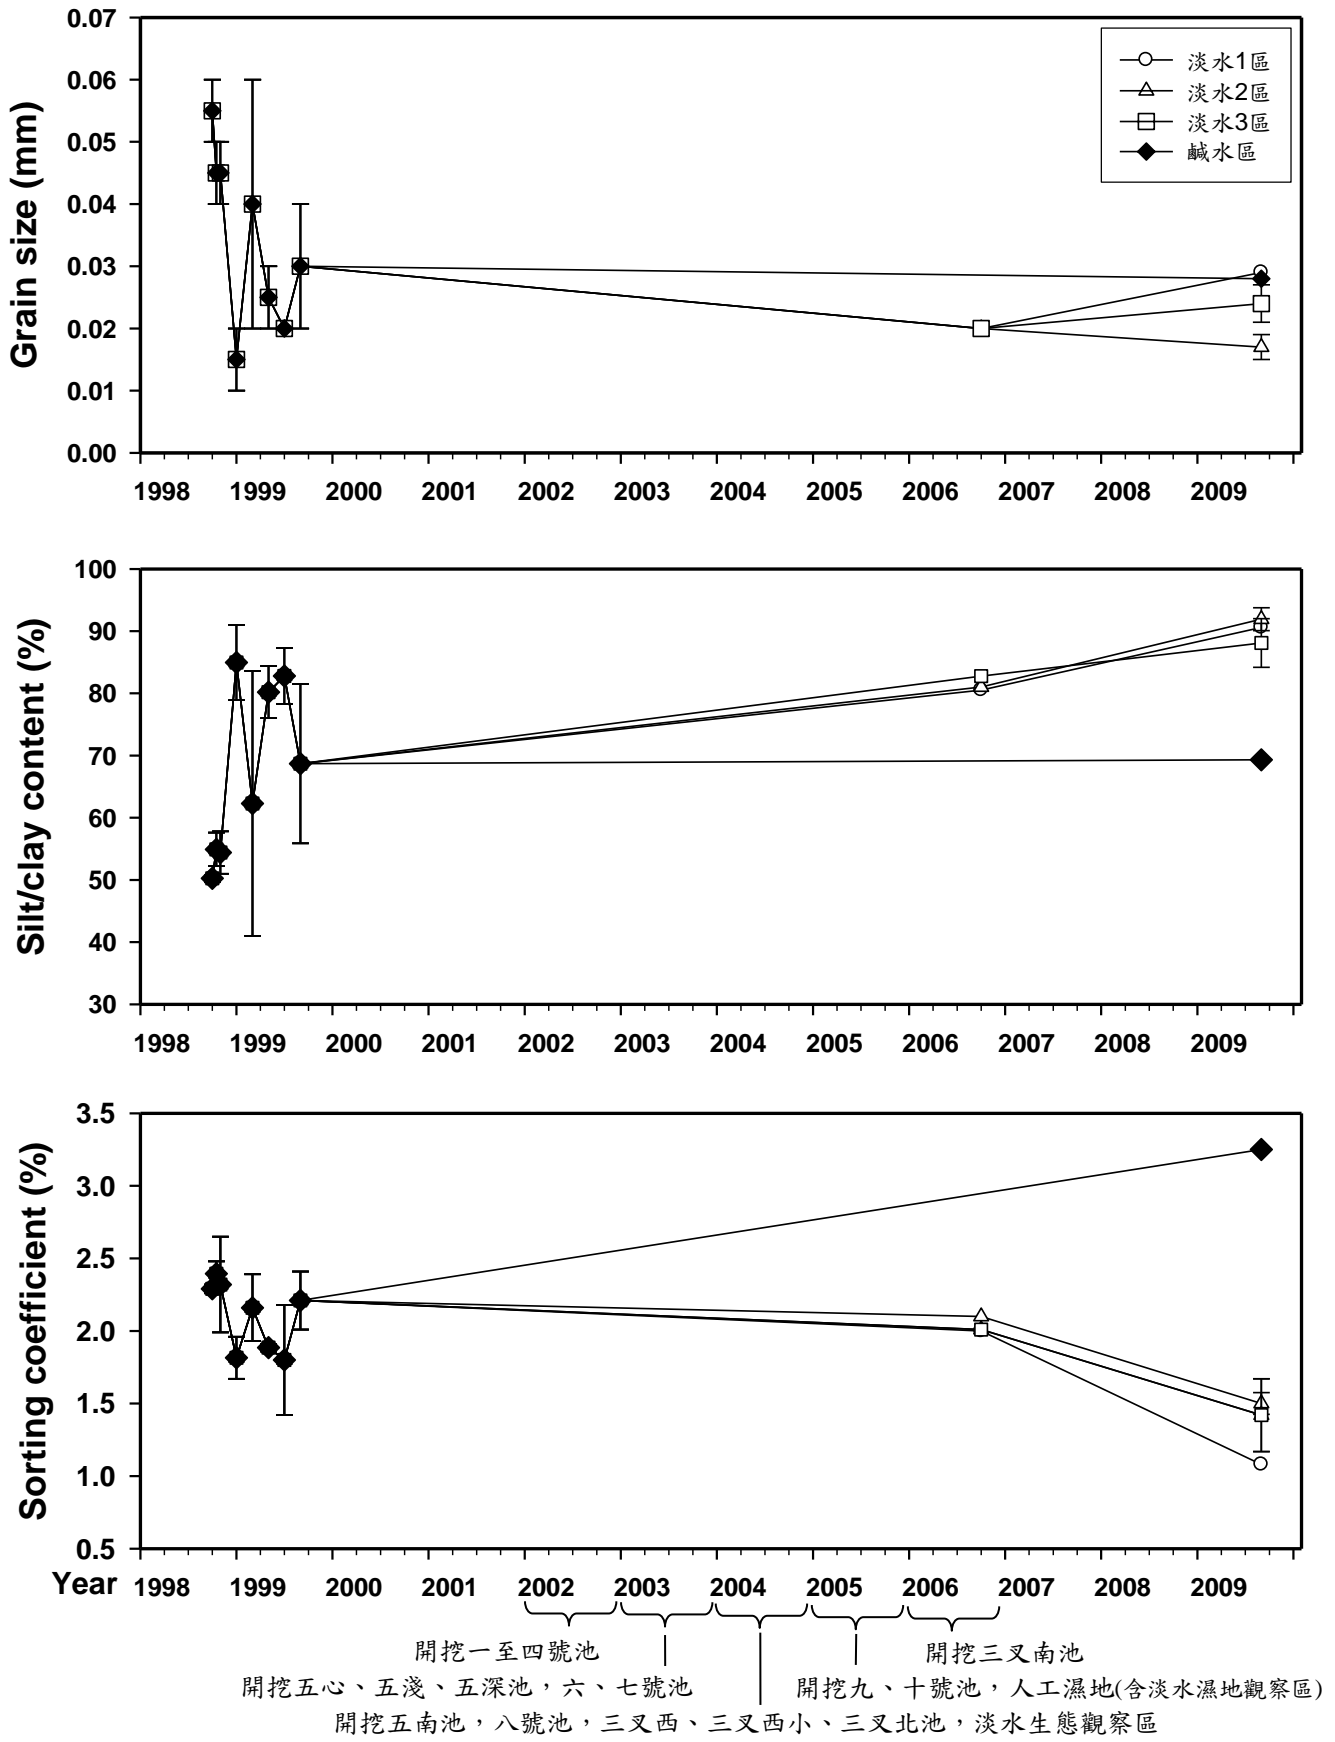 Grain size (mm)
0.07
0.06
0.05
0.04
0.03
0.02
0.01
0.00
淡水1區
淡水2區
淡水3區
鹹水區
1998 1999 2000 2001 2002 2003 2004 2005 2006 2007 2008 2009
Silt/clay content (%)
100
90
80
70
60
50
40
30
1998 1999 2000 2001 2002 2003 2004 2005 2006 2007 2008 2009
Sorting coefficient (%)
3.5
3.0
2.5
2.0
1.5
1.0
0.5
Year 1998 1999 2000 2001 2002 2003 2004 2005 2006 2007 2008 2009
開挖一至四號池
開挖三叉南池
開挖五心、五淺、五深池，六、七號池
開挖九、十號池，人工濕地(含淡水濕地觀察區)
開挖五南池，八號池，三叉西、三叉西小、三叉北池，淡水生態觀察區